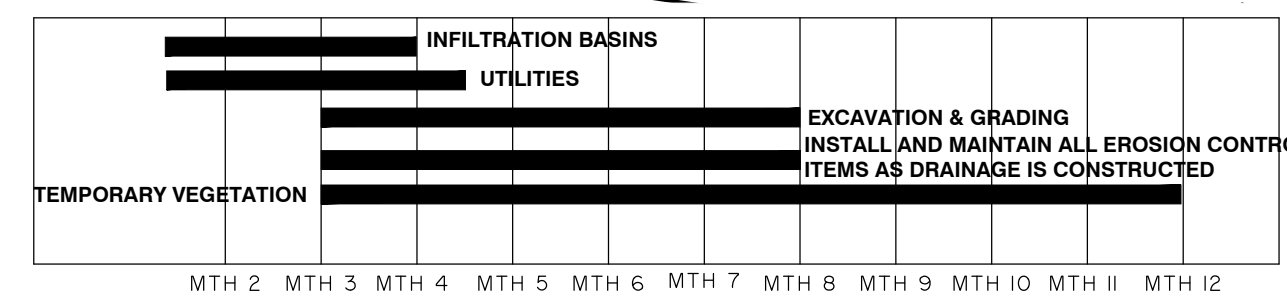 INFILTRATION BASINS
UTILITIES
EXCAVATION & GRADING
INSTALL AND MAINTAIN ALL EROSION CONTRO
ITEMS AS DRAINAGE IS CONSTRUCTED
TEMPORARY VEGETATION
MTH 2 MTH 3 MTH 4 MTH 5 MTH 6 MTH 7 MTH 8 MTH 9 MTH 10 MTH 11 MTH 12